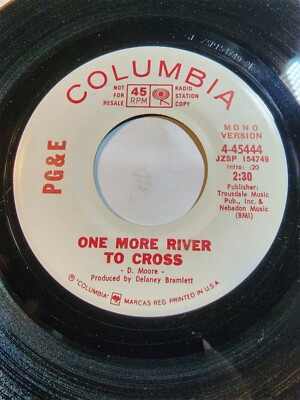 COLUMBIA
NOT
FOR
RESALE
45
RPM
RADIO
STATION
COPY
MONO
VERSION
4-45444
JZSP 154749
Intro: :20
2:30
Publisher:
Trousdale Music
Pub., Inc. &
Nebadon Music
(BMI)
PG&E
ONE MORE RIVER
TO CROSS
- D. Moore -
Produced by Delaney Bramlett
® "COLUMBIA" MARCAS REG. PRINTED IN U.S.A.